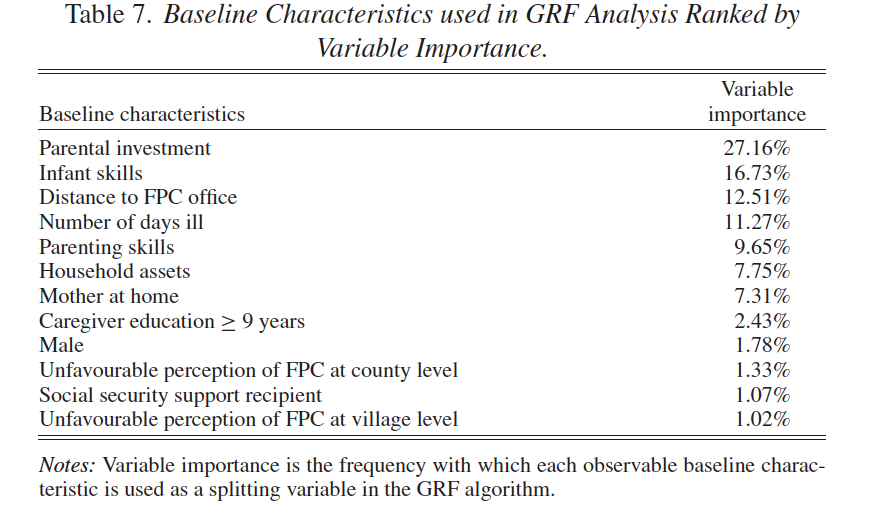 Table 7. Baseline Characteristics used in GRF Analysis Ranked by
Variable Importance.
Variable
Baseline characteristics importance
Parental investment 27.16%
Infant skills 16.73%
Distance to FPC office 12.51%
Number of days ill 11.27%
Parenting skills 9.65%
Household assets 7.75%
Mother at home 7.31%
Caregiver education ≥ 9 years 2.43%
Male 1.78%
Unfavourable perception of FPC at county level 1.33%
Social security support recipient 1.07%
Unfavourable perception of FPC at village level 1.02%
Notes: Variable importance is the frequency with which each observable baseline charac-
teristic is used as a splitting variable in the GRF algorithm.